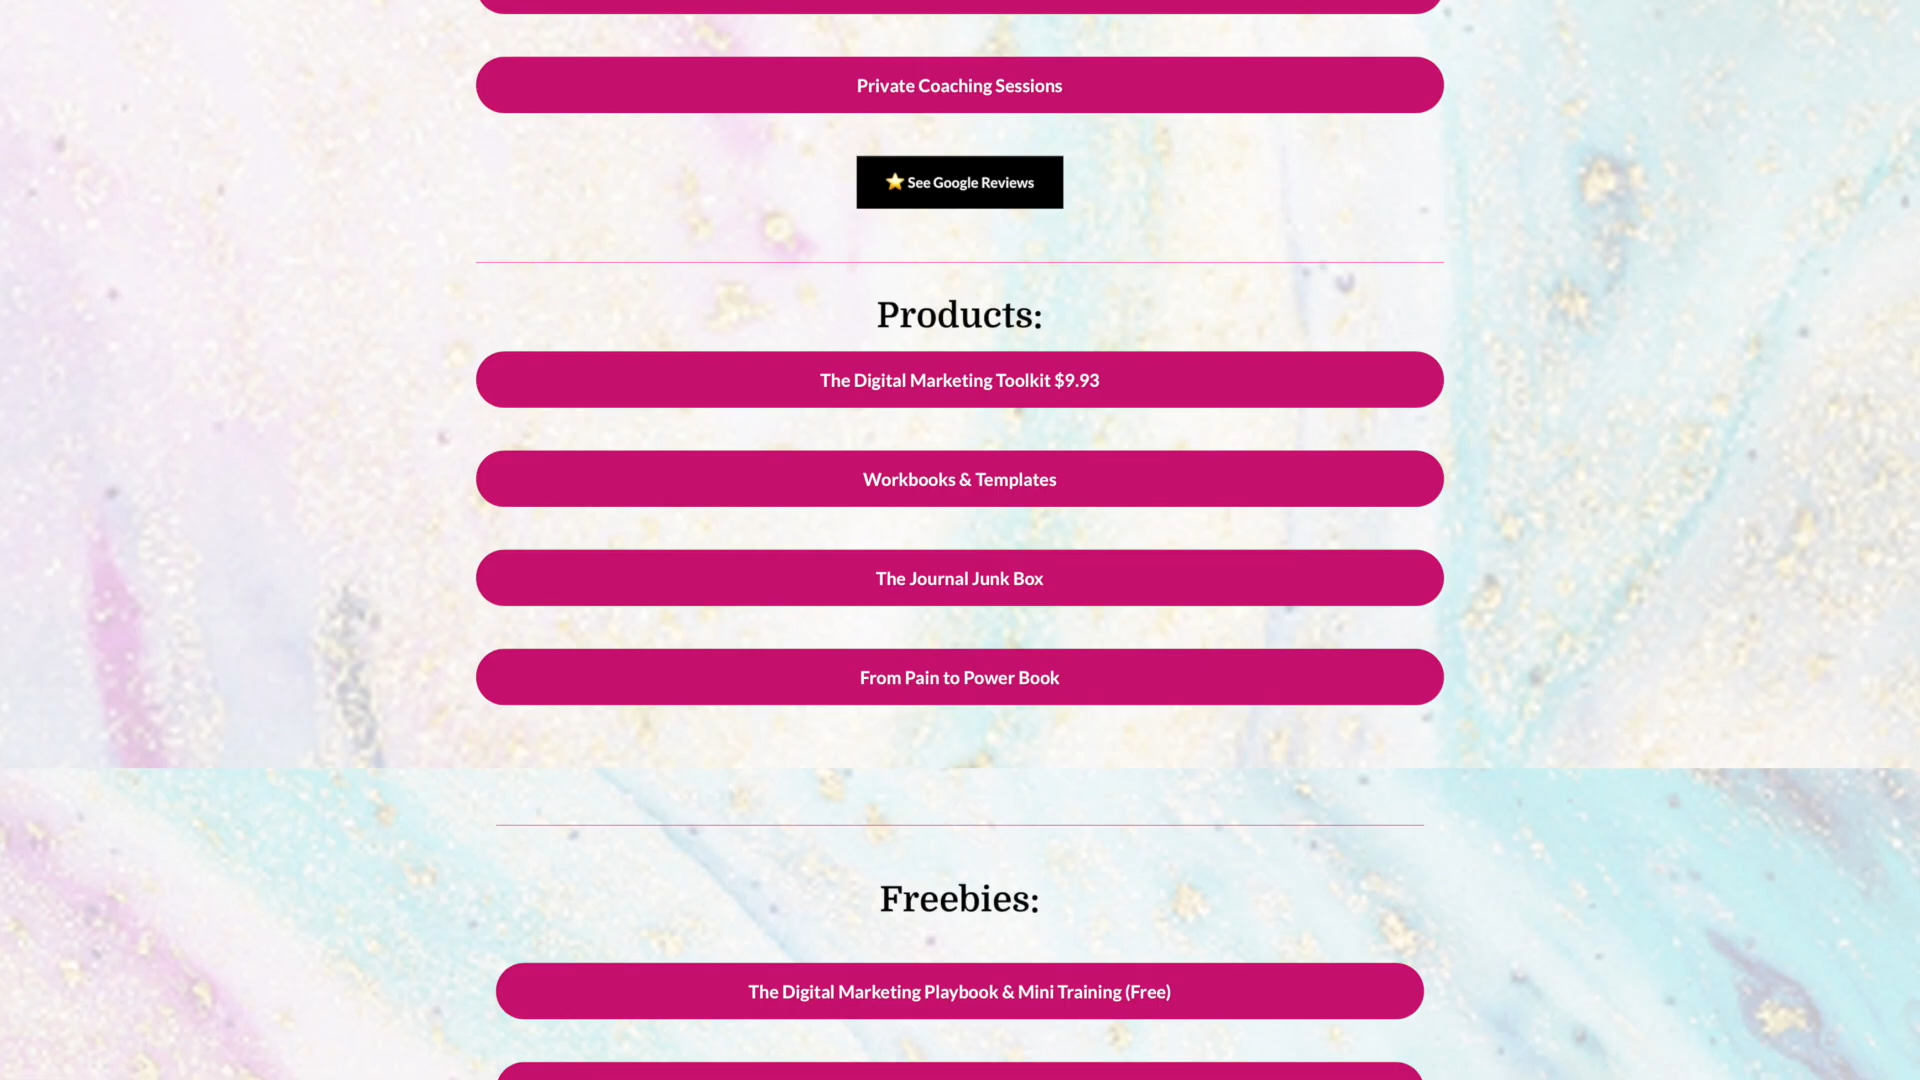 Private Coaching Sessions
⭐ See Google Reviews
Products:
The Digital Marketing Toolkit $9.93
Workbooks & Templates
The Journal Junk Box
From Pain to Power Book
Freebies:
The Digital Marketing Playbook & Mini Training (Free)